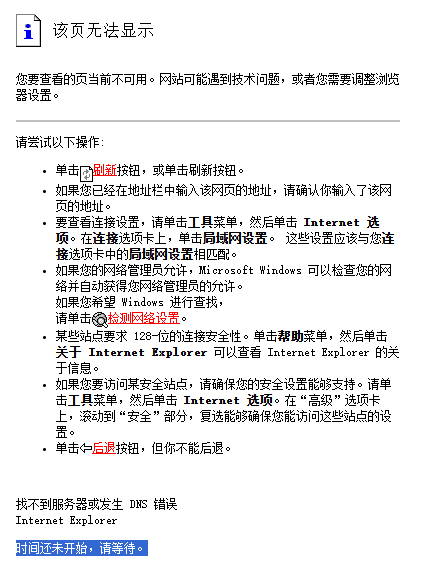 该页无法显示
您要查看的页当前不可用。网站可能遇到技术问题，或者您需要调整浏览
器设置。
请尝试以下操作:
单击刷新按钮，或单击刷新按钮。
如果您已经在地址栏中输入该网页的地址，请确认你输入了该网
页的地址。
要查看连接设置，请单击工具菜单，然后单击 Internet 选
项。在连接选项卡上，单击局域网设置。 这些设置应该与您连
接选项卡中的局域网设置相匹配。
如果您的网络管理员允许，Microsoft Windows 可以检查您的网
络并自动获得您网络管理员的允许。
如果您希望 Windows 进行查找，
请单击检测网络设置。
某些站点要求 128-位的连接安全性。单击帮助菜单，然后单击
关于 Internet Explorer 可以查看 Internet Explorer 的关
于信息。
如果您要访问某安全站点，请确保您的安全设置能够支持。请单
击工具菜单，然后单击 Internet 选项。在“高级”选项卡
上，滚动到“安全”部分，复选能够确保您能访问这些站点的设
置。
单击后退按钮，但你不能后退。
找不到服务器或发生 DNS 错误
Internet Explorer
时间还未开始，请等待。